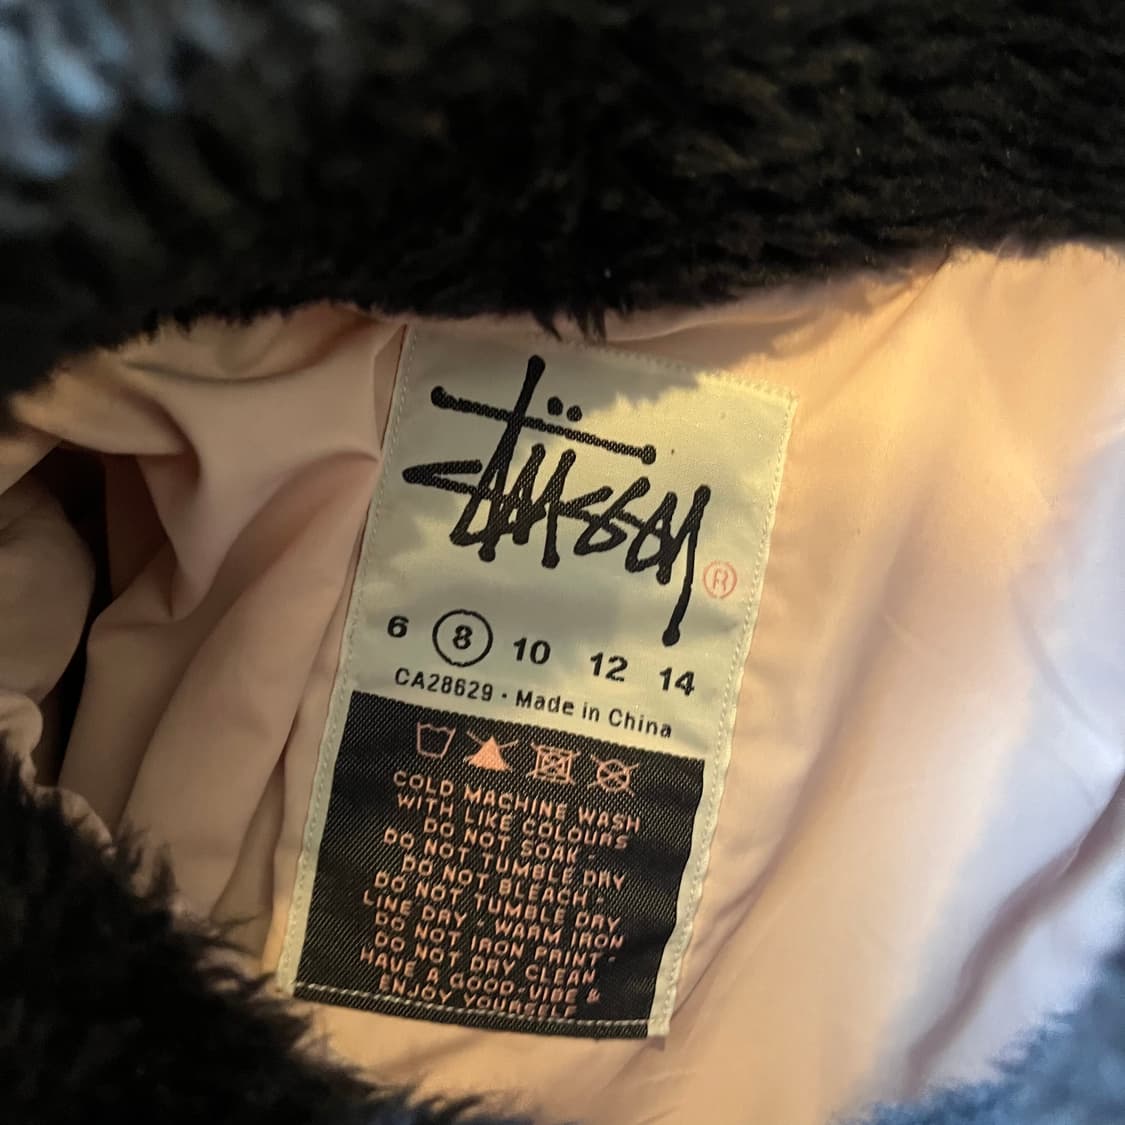 Stüssy ®
6 8 10 12 14
CA28629 · Made in China
COLD MACHINE WASH
WITH LIKE COLOURS
DO NOT SOAK ·
DO NOT TUMBLE DRY
DO NOT BLEACH ·
DO NOT TUMBLE DRY
LINE DRY · WARM IRON
DO NOT IRON PRINT ·
DO NOT DRY CLEAN
HAVE A GOOD VIBE &
ENJOY YOURSELF